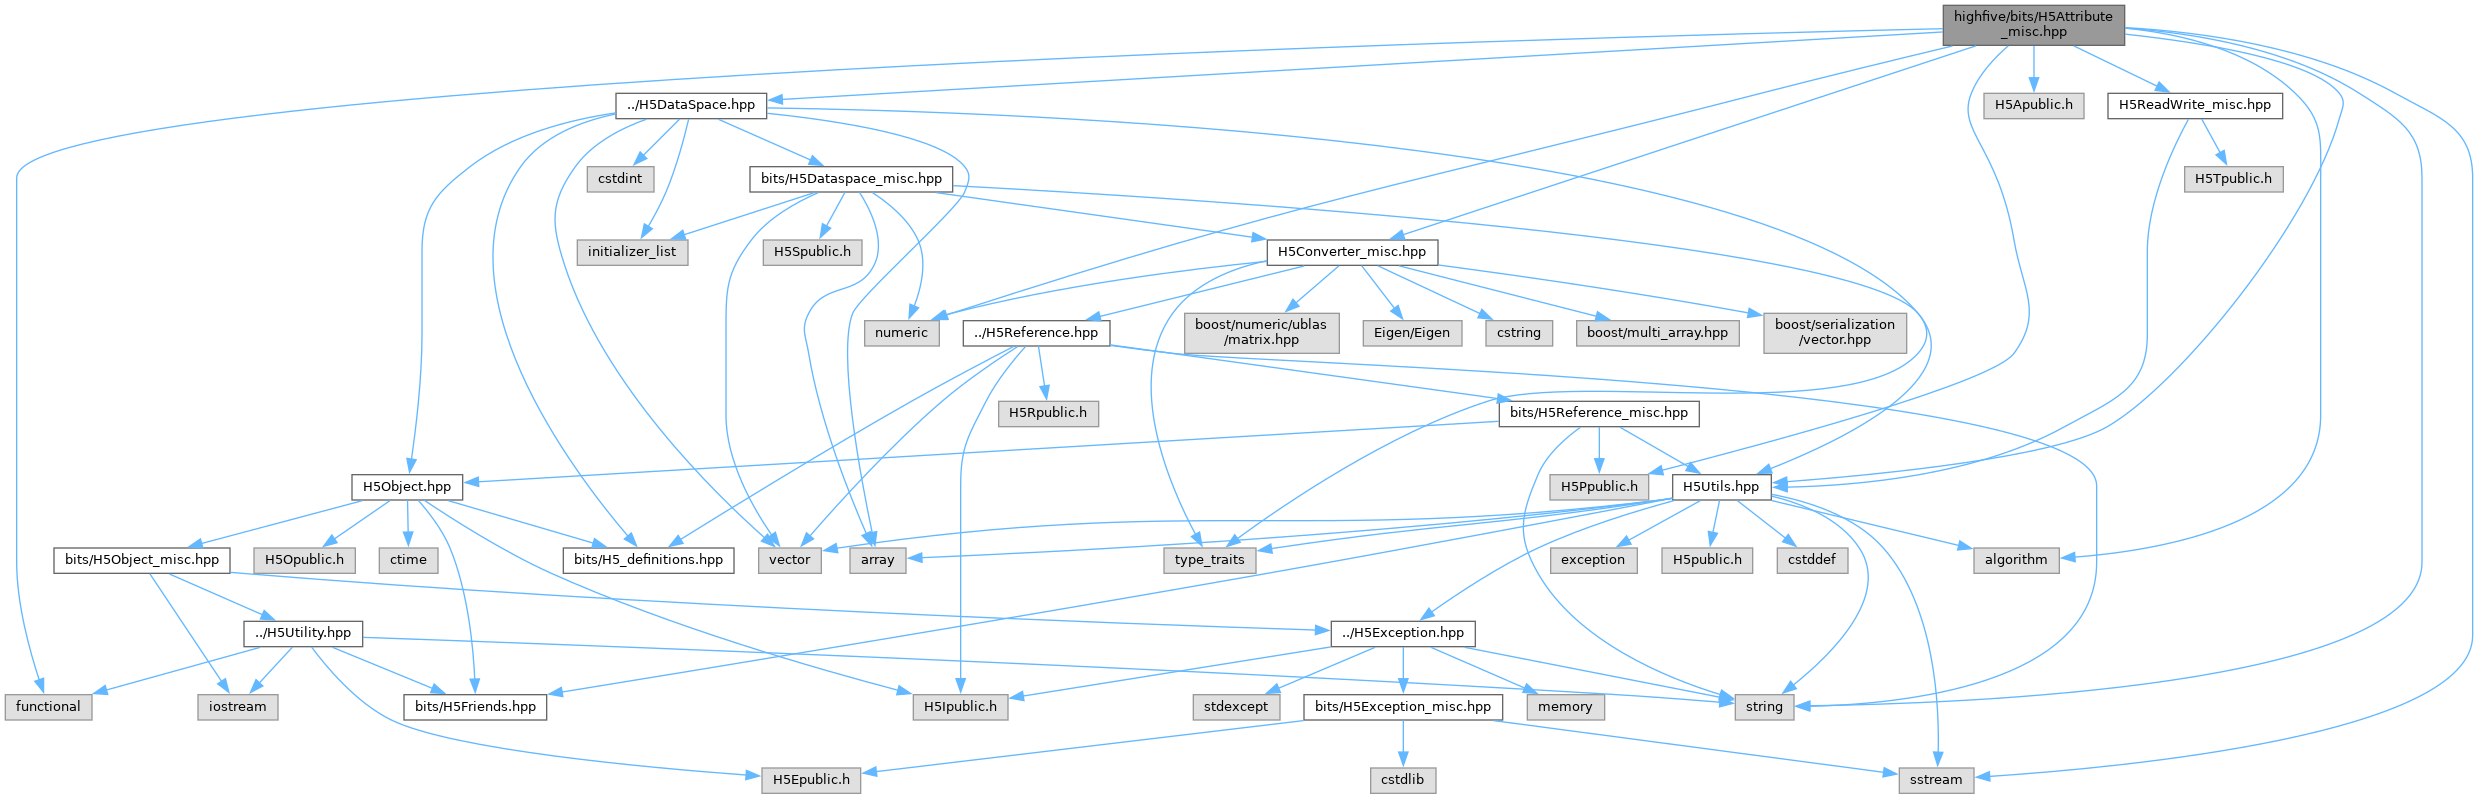 highfive/bits/H5Attribute
_misc.hpp
../H5DataSpace.hpp
H5Apublic.h
H5ReadWrite_misc.hpp
cstdint
bits/H5Dataspace_misc.hpp
H5Tpublic.h
initializer_list
H5Spublic.h
H5Converter_misc.hpp
numeric
../H5Reference.hpp
boost/numeric/ublas
/matrix.hpp
Eigen/Eigen
cstring
boost/multi_array.hpp
boost/serialization
/vector.hpp
H5Rpublic.h
bits/H5Reference_misc.hpp
H5Object.hpp
H5Ppublic.h
H5Utils.hpp
bits/H5Object_misc.hpp
H5Opublic.h
ctime
bits/H5_definitions.hpp
vector
array
type_traits
exception
H5public.h
cstddef
algorithm
../H5Utility.hpp
../H5Exception.hpp
functional
iostream
bits/H5Friends.hpp
H5Ipublic.h
stdexcept
bits/H5Exception_misc.hpp
memory
string
H5Epublic.h
cstdlib
sstream